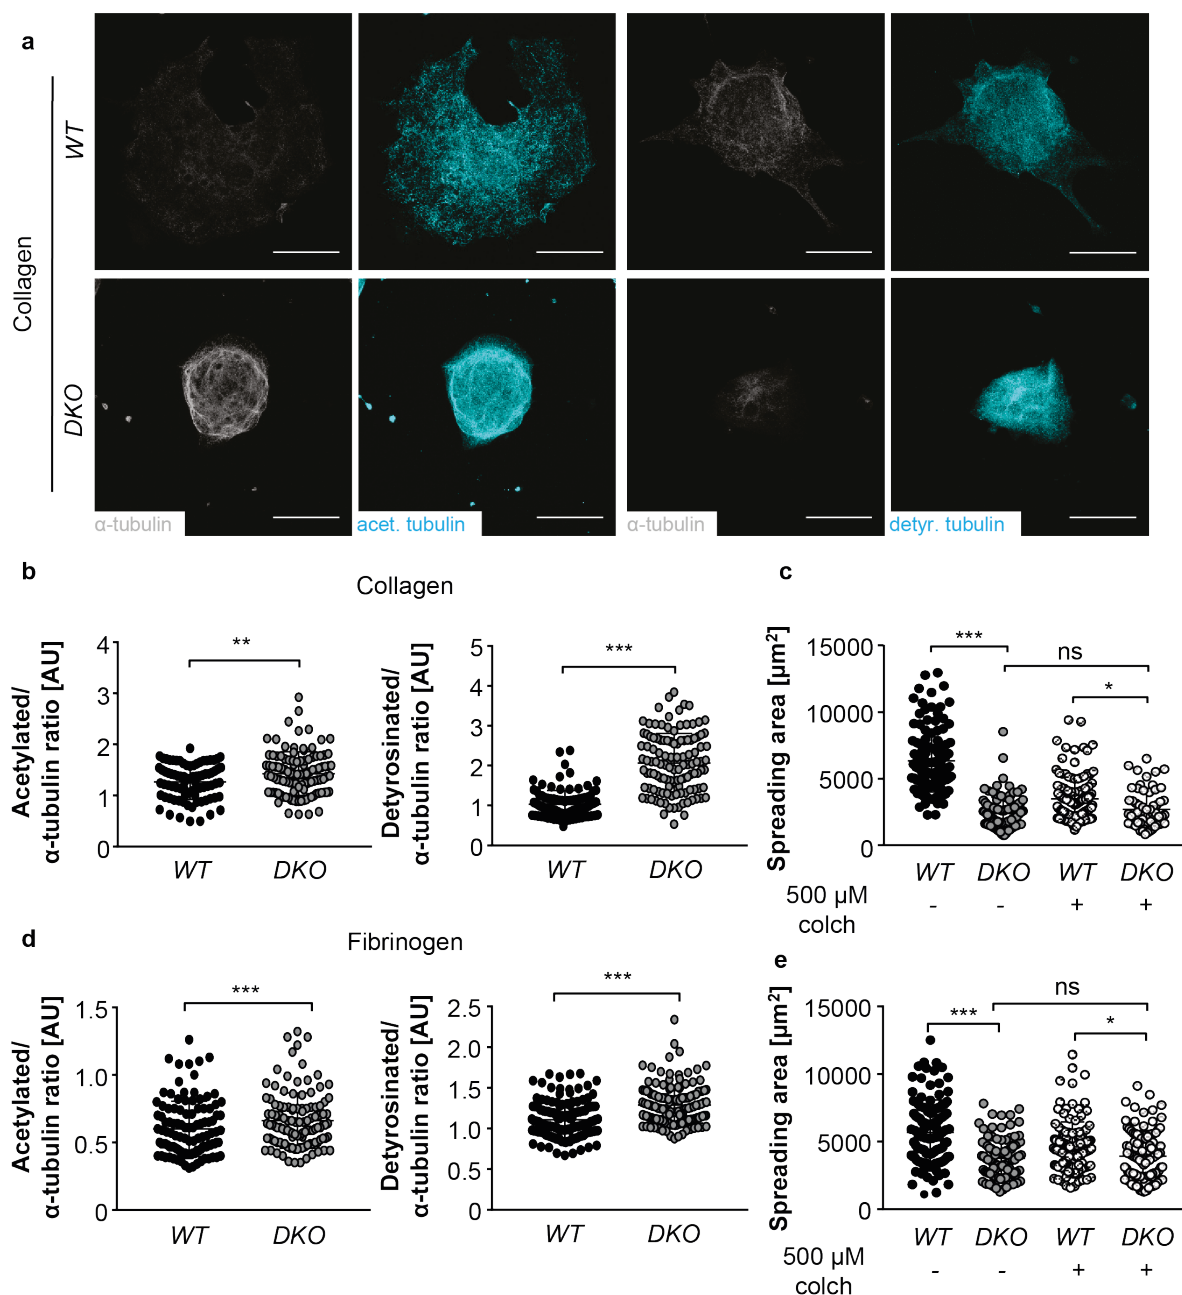 a
Collagen
WT
DKO
α-tubulin
acet. tubulin
α-tubulin
detyr. tubulin
b
Collagen
Acetylated/
α-tubulin ratio [AU]
4
3
2
1
0
**
WT
DKO
Detyrosinated/
α-tubulin ratio [AU]
5
4
3
2
1
0
***
WT
DKO
c
Spreading area [µm²]
15000
10000
5000
0
***
ns
*
WT
DKO
WT
DKO
500 µM
colch
-
-
+
+
d
Fibrinogen
Acetylated/
α-tubulin ratio [AU]
1.5
1.0
0.5
0
***
WT
DKO
Detyrosinated/
α-tubulin ratio [AU]
2.5
2.0
1.5
1.0
0.5
0
***
WT
DKO
e
Spreading area [µm²]
15000
10000
5000
0
***
ns
*
WT
DKO
WT
DKO
500 µM
colch
-
-
+
+